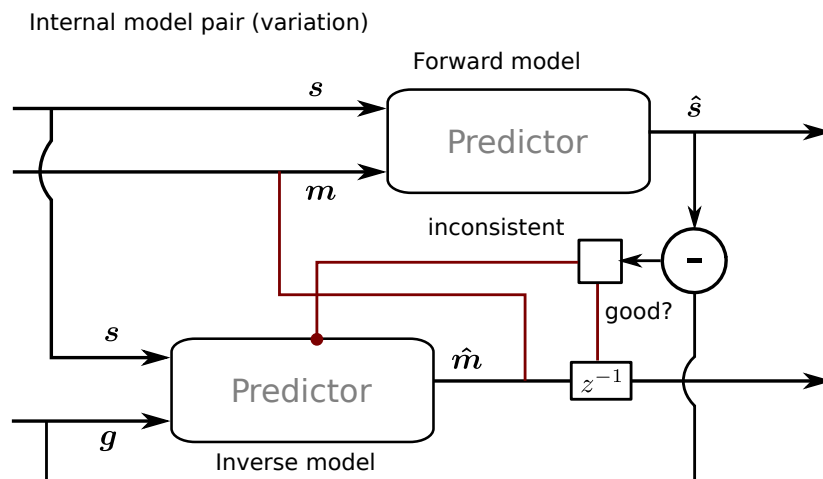 Internal model pair (variation)
Forward model
s
ŝ
Predictor
m
inconsistent
-
good?
s
m̂
Predictor
z⁻¹
g
Inverse model